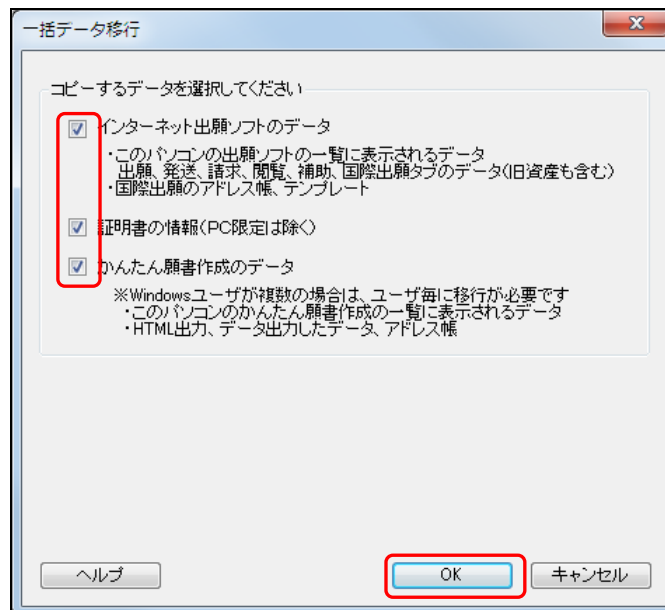 一括データ移行
コピーするデータを選択してください
インターネット出願ソフトのデータ
・このパソコンの出願ソフトの一覧に表示されるデータ
出願、発送、請求、閲覧、補助、国際出願タブのデータ(旧資産も含む)
・国際出願のアドレス帳、テンプレート
証明書の情報(PC限定は除く)
かんたん願書作成のデータ
※Windowsユーザが複数の場合は、ユーザ毎に移行が必要です
・このパソコンのかんたん願書作成の一覧に表示されるデータ
・HTML出力、データ出力したデータ、アドレス帳
ヘルプ OK キャンセル